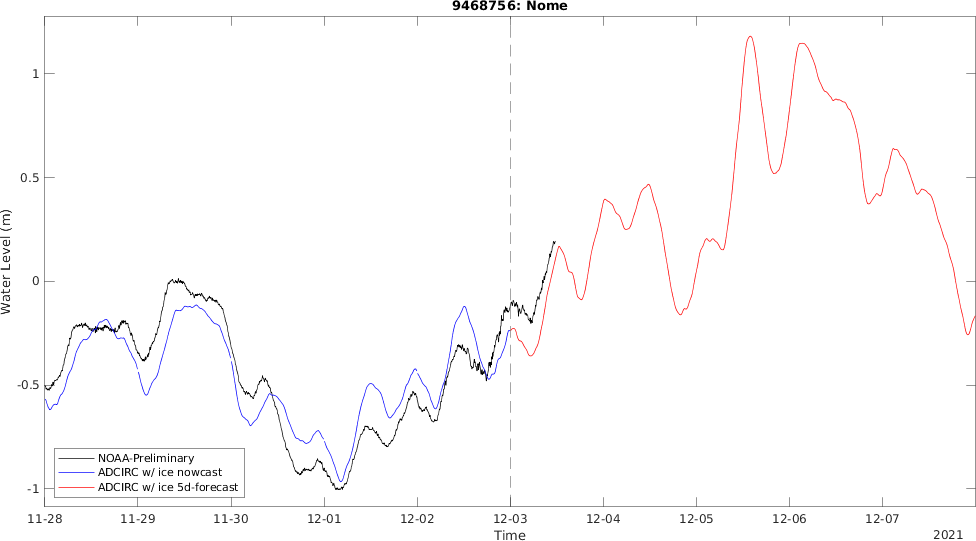 9468756: Nome
1
0.5
0
-0.5
-1
Water Level (m)
NOAA-Preliminary
ADCIRC w/ ice nowcast
ADCIRC w/ ice 5d-forecast
11-28 11-29 11-30 12-01 12-02 12-03 12-04 12-05 12-06 12-07
Time
2021